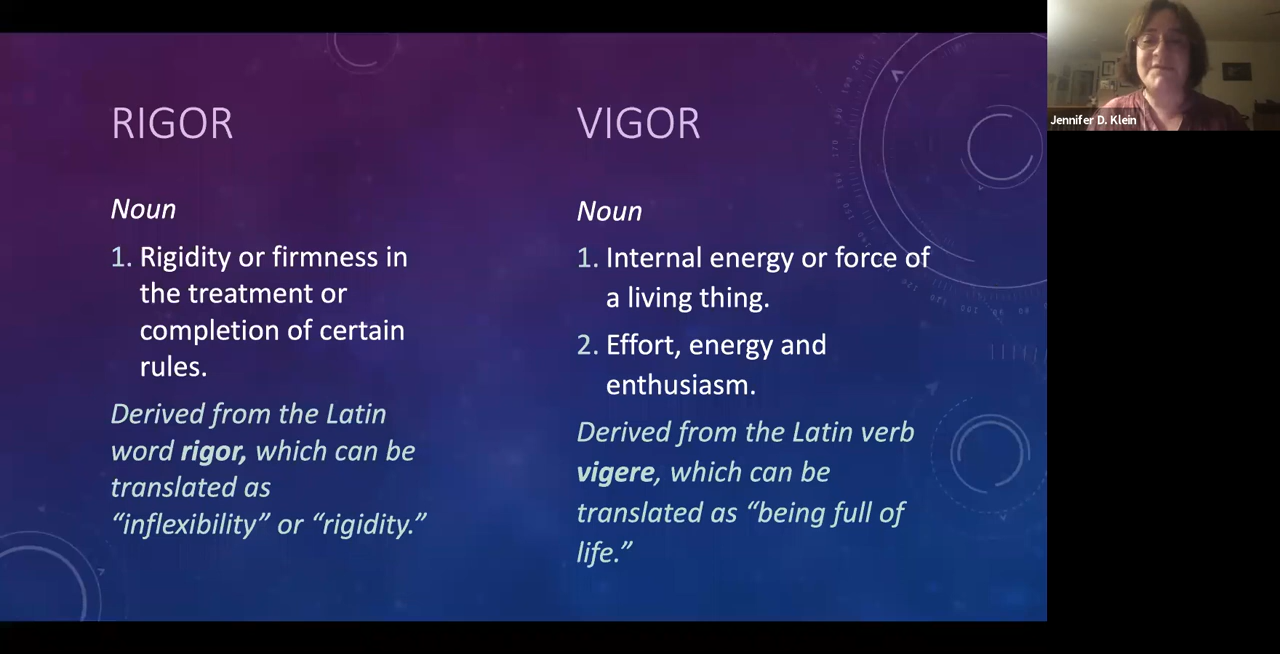 RIGOR
Noun
1. Rigidity or firmness in
the treatment or
completion of certain
rules.
Derived from the Latin
word rigor, which can be
translated as
“inflexibility” or “rigidity.”
VIGOR
Noun
1. Internal energy or force of
a living thing.
2. Effort, energy and
enthusiasm.
Derived from the Latin verb
vigere, which can be
translated as “being full of
life.”
Jennifer D. Klein